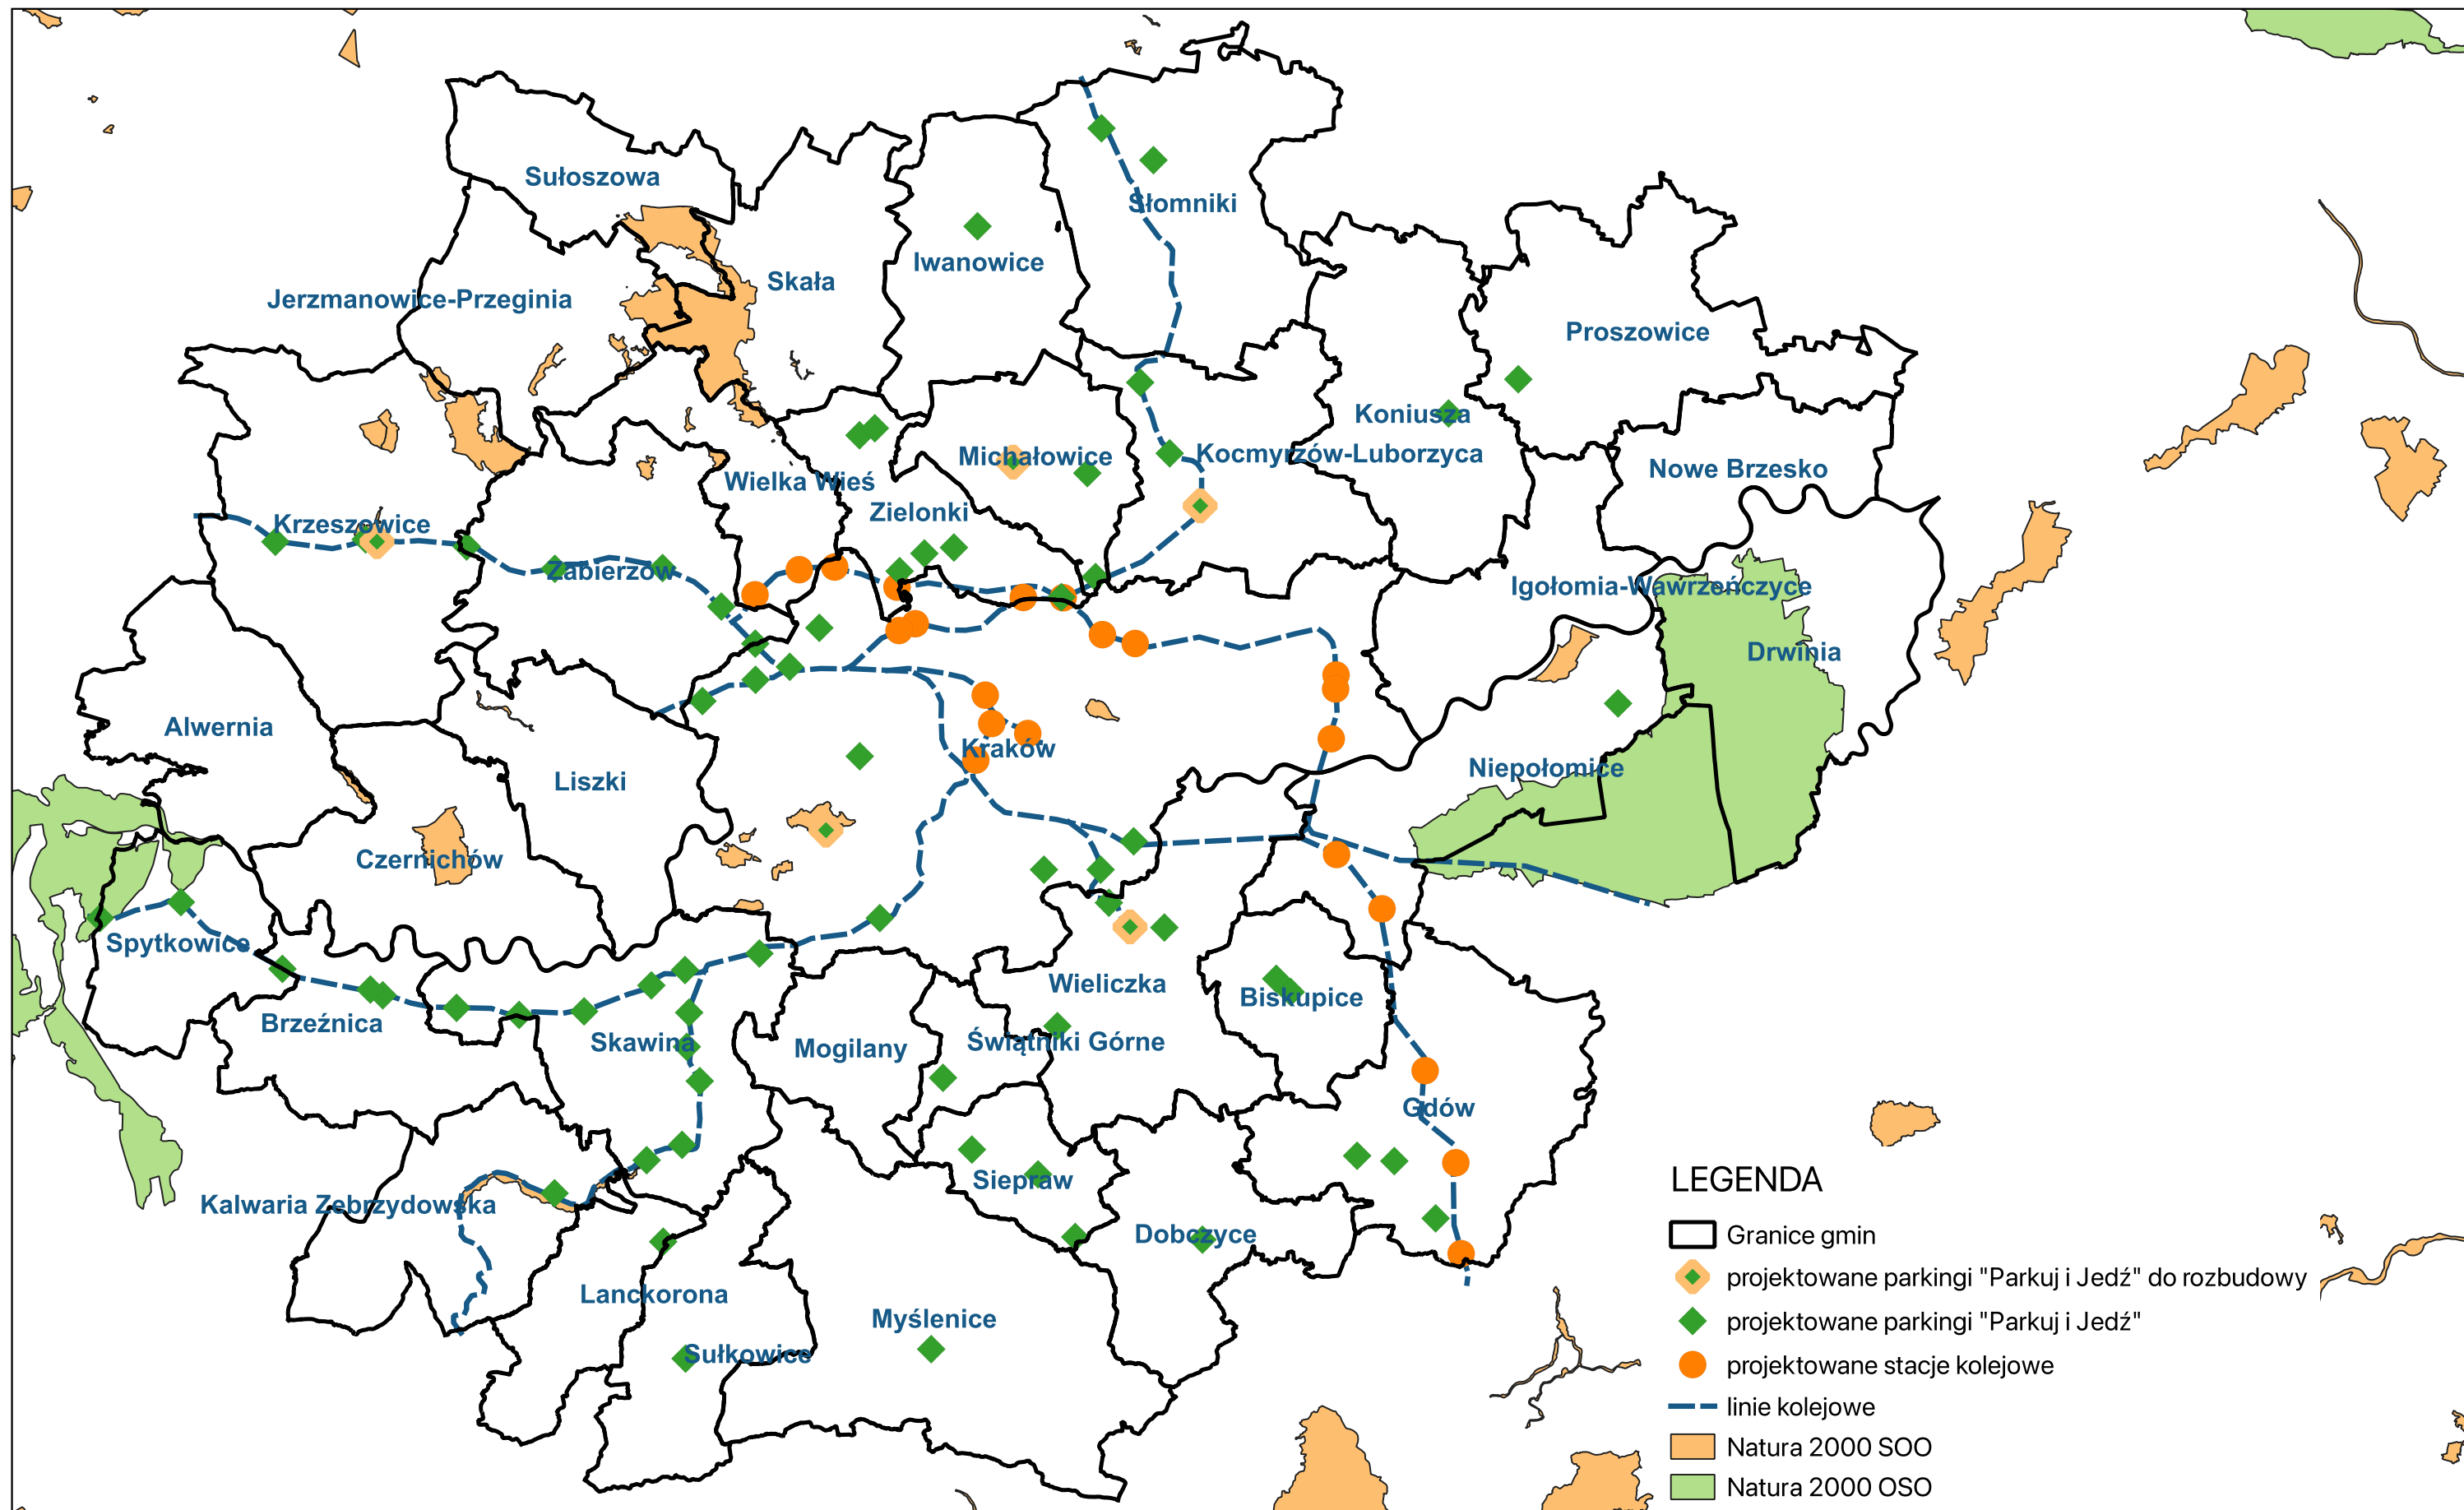 Sułoszowa
Słomniki
Iwanowice
Skała
Jerzmanowice-Przeginia
Proszowice
Koniusza
Kocmyrzów-Luborzyca
Michałowice
Nowe Brzesko
Wielka Wieś
Zielonki
Krzeszowice
Zabierzów
Igołomia-Wawrzeńczyce
Drwinia
Alwernia
Kraków
Niepołomice
Liszki
Czernichów
Spytkowice
Wieliczka
Biskupice
Brzeźnica
Skawina
Mogilany
Świątniki Górne
Gdów
Siepraw
Kalwaria Zebrzydowska
Dobczyce
Lanckorona
Myślenice
Sułkowice
LEGENDA
Granice gmin
projektowane parkingi "Parkuj i Jedź" do rozbudowy
projektowane parkingi "Parkuj i Jedź"
projektowane stacje kolejowe
linie kolejowe
Natura 2000 SOO
Natura 2000 OSO